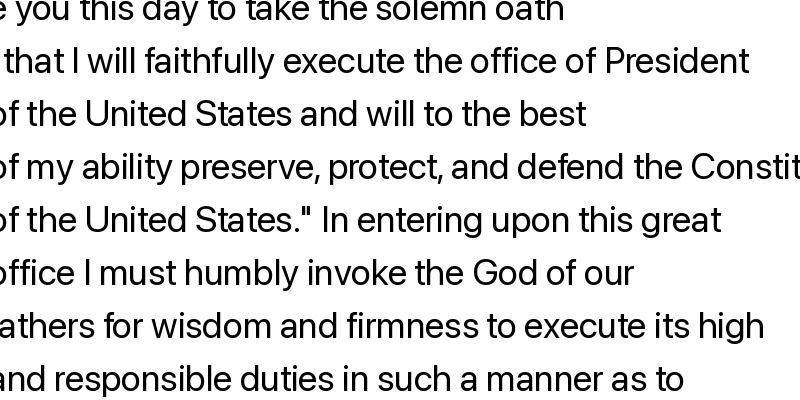 you this day to take the solemn oath
that I will faithfully execute the office of President
of the United States and will to the best
of my ability preserve, protect, and defend the Constit
of the United States." In entering upon this great
office I must humbly invoke the God of our
athers for wisdom and firmness to execute its high
and responsible duties in such a manner as to